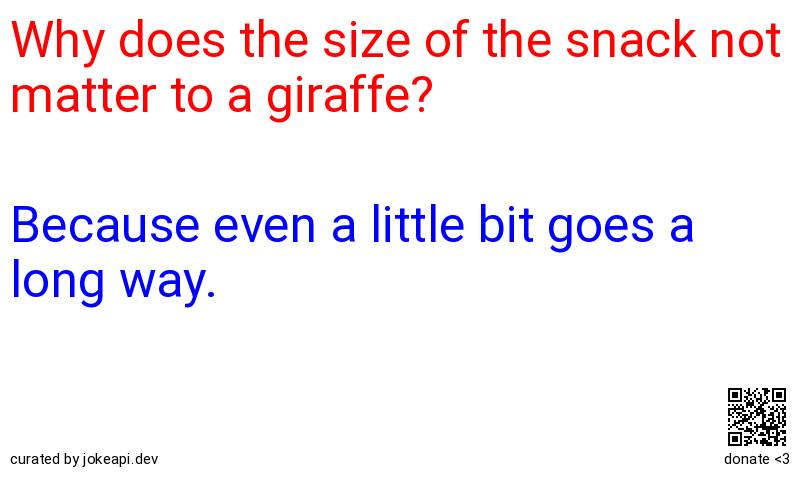 Why does the size of the snack not
matter to a giraffe?
Because even a little bit goes a
long way.
curated by jokeapi.dev
donate <3